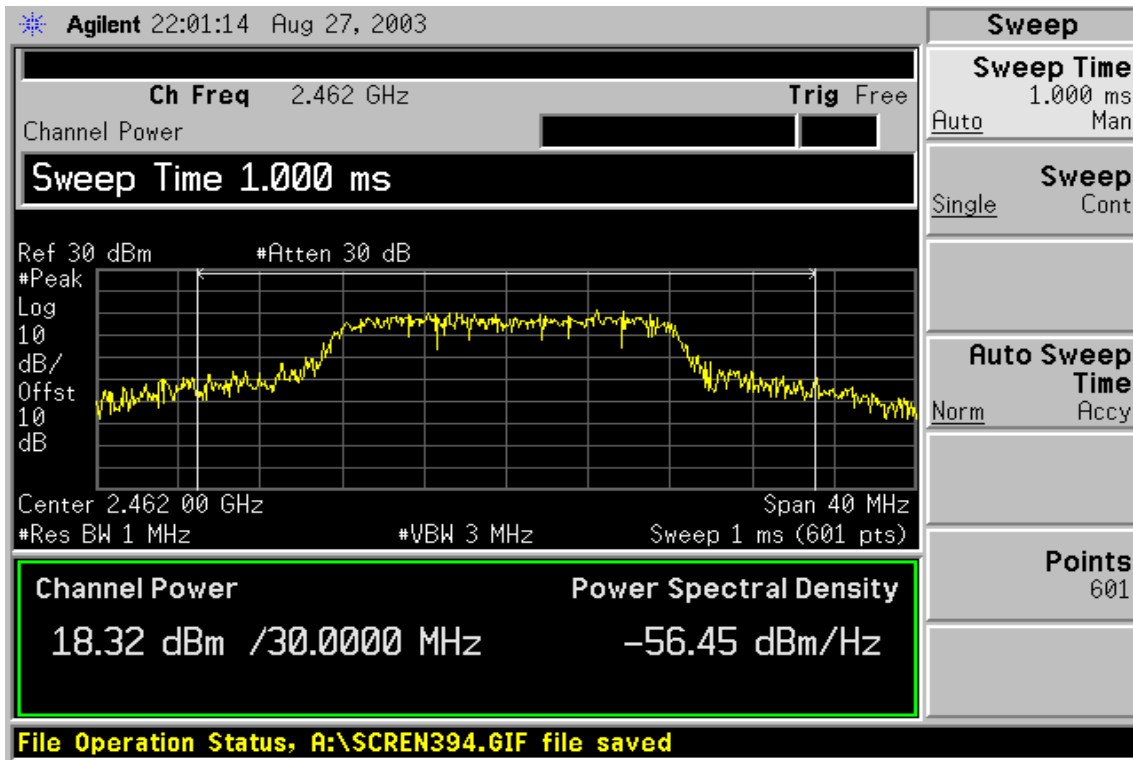 Agilent 22:01:14 Aug 27, 2003
Ch Freq 2.462 GHz Trig Free
Channel Power
Sweep Time 1.000 ms
Ref 30 dBm #Atten 30 dB
#Peak
Log
10
dB/
Offst
10
dB
Center 2.462 00 GHz Span 40 MHz
#Res BW 1 MHz #VBW 3 MHz Sweep 1 ms (601 pts)
Channel Power Power Spectral Density
18.32 dBm /30.0000 MHz -56.45 dBm/Hz
File Operation Status, A:\SCREN394.GIF file saved
Sweep
Sweep Time
1.000 ms
Auto Man
Sweep
Single Cont
Auto Sweep
Time
Norm Accy
Points
601